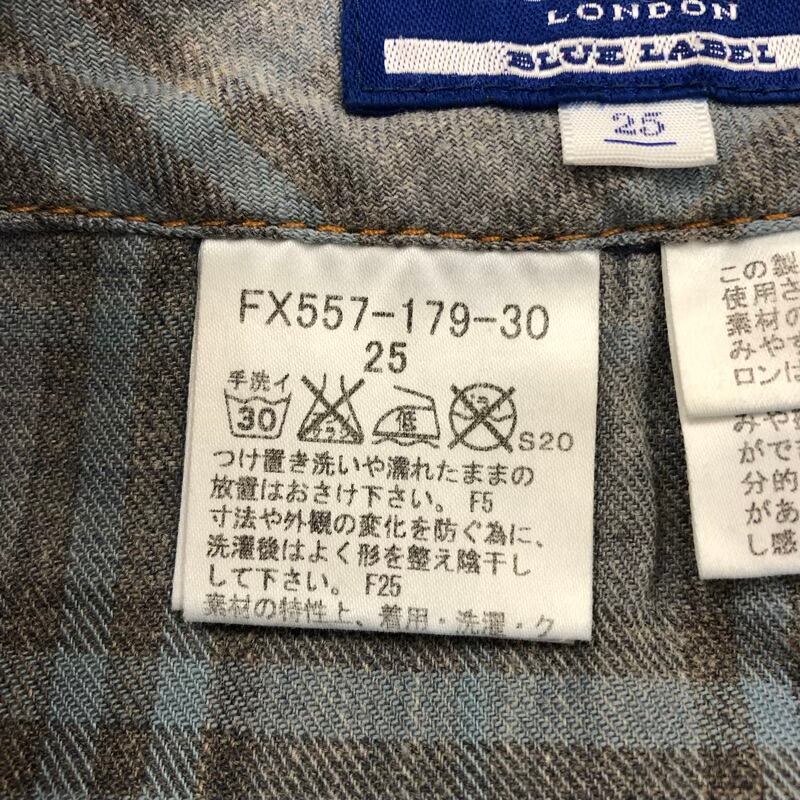 LONDON
BLUE LABEL
25
FX557-179-30
25
手洗イ
30
低
S20
つけ置き洗いや濡れたままの
放置はおさけ下さい。 F5
寸法や外観の変化を防ぐ為に、
洗濯後はよく形を整え陰干し
して下さい。 F25
素材の特性上、着用・洗濯・ク
この製
使用さ
素材の
みやす
ロンは
みや
ができ
分的
があ
し感